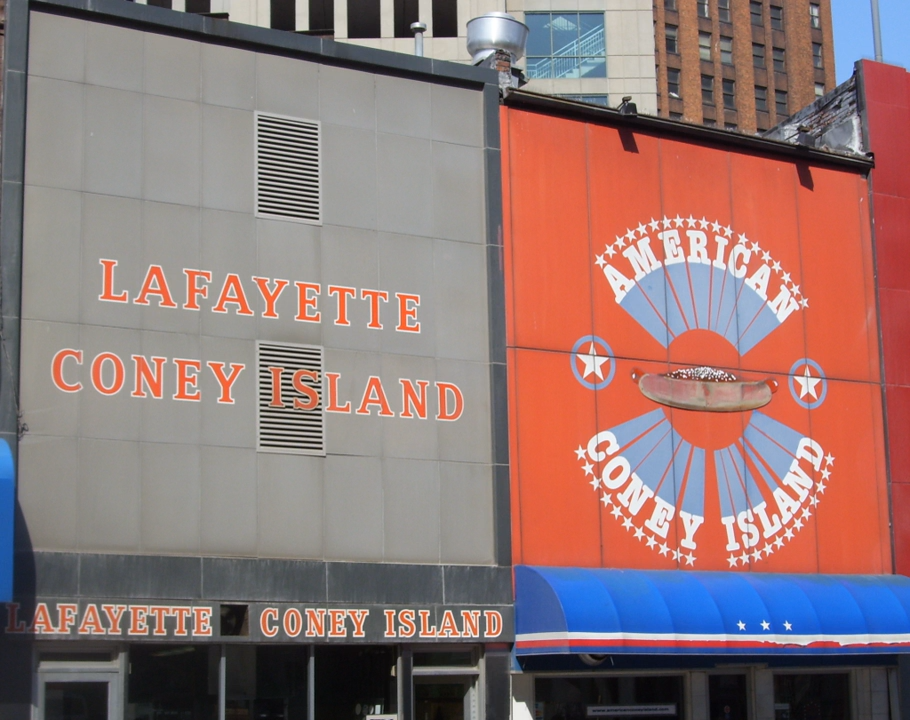 LAFAYETTE
CONEY ISLAND
LAFAYETTE CONEY ISLAND
AMERICAN
CONEY ISLAND